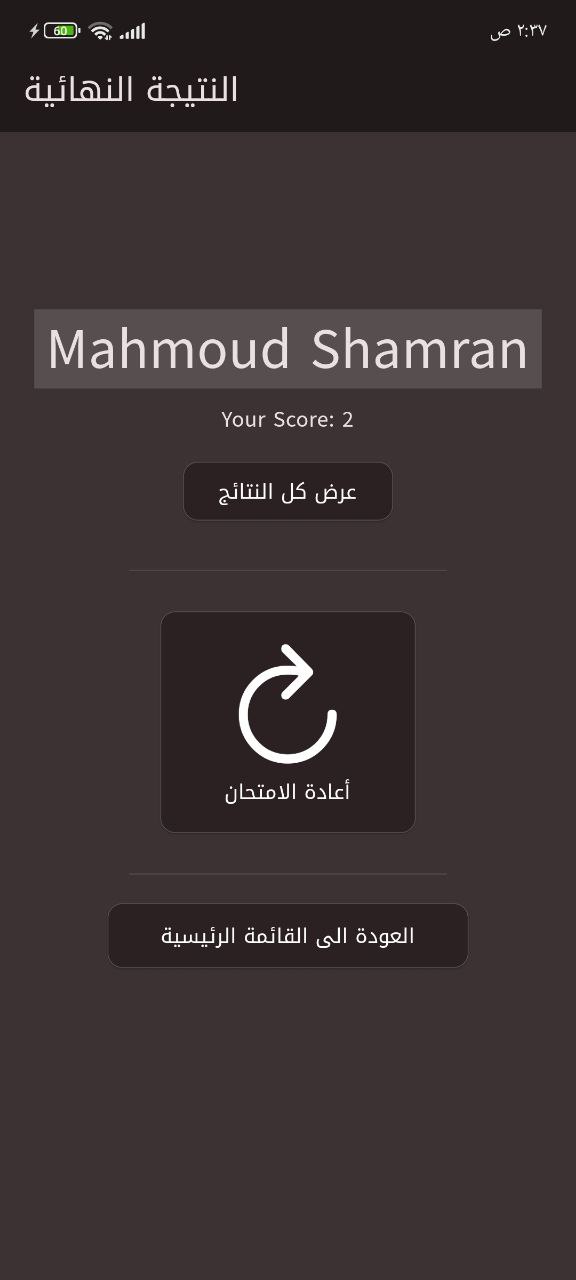 60
٢:٣٧ ص
النتيجة النهائية
Mahmoud Shamran
Your Score: 2
عرض كل النتائج
أعادة الامتحان
العودة الى القائمة الرئيسية